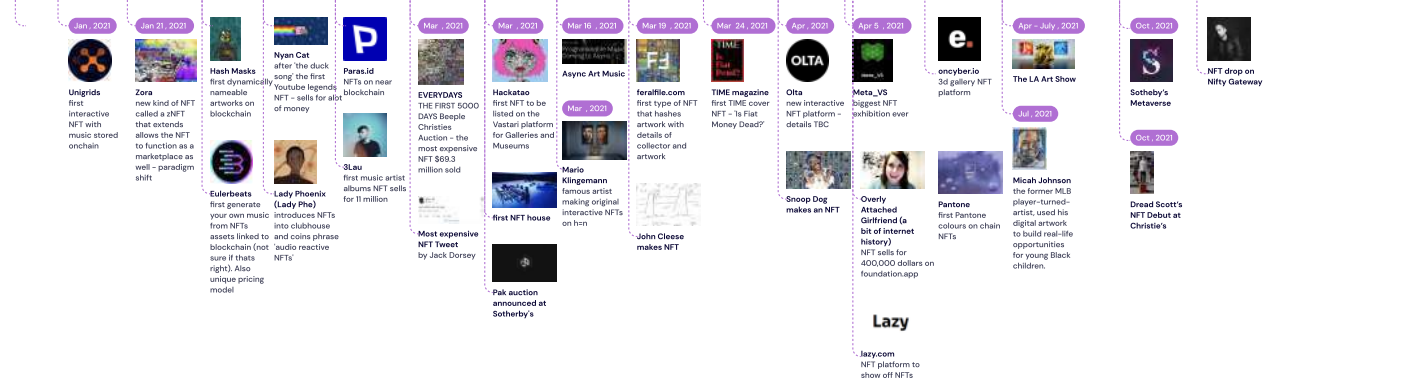 Jan , 2021
Unigrids
first
interactive
NFT with
music stored
onchain
Jan 21 , 2021
Zora
new kind of NFT
called a zNFT
that extends
allows the NFT
to function as a
marketplace as
well - paradigm
shift
Hash Masks
first dynamically
nameable
artworks on
blockchain
Eulerbeats
first generate
your own music
from NFTs
assets linked to
blockchain (not
sure if thats
right). Also
unique pricing
model
Nyan Cat
after 'the duck
song' the first
Youtube legends
NFT - sells for alot
of money
Lady Phoenix
(Lady Phe)
introduces NFTs
into clubhouse
and coins phrase
'audio reactive
NFTs'
Paras.id
NFTs on near
blockchain
3Lau
first music artist
albums NFT sells
for 11 million
Mar , 2021
EVERYDAYS
THE FIRST 5000
DAYS Beeple
Christies
Auction - the
most expensive
NFT $69.3
million sold
Most expensive
NFT Tweet
by Jack Dorsey
Mar , 2021
Hackatao
first NFT to be
listed on the
Vastari platform
for Galleries and
Museums
first NFT house
Pak auction
announced at
Sotherby's
Mar 16 , 2021
Programmed Music
Coming to Async
Async Art Music
Mar , 2021
Mario
Klingemann
famous artist
making original
interactive NFTs
on h=n
Mar 19 , 2021
FF
feralfile.com
first type of NFT
that hashes
artwork with
details of
collector and
artwork
John Cleese
makes NFT
Mar 24 , 2021
TIME
Is
Fiat
Dead?
TIME magazine
first TIME cover
NFT - 'Is Fiat
Money Dead?'
Apr , 2021
OLTA
Olta
new interactive
NFT platform -
details TBC
Snoop Dog
makes an NFT
Apr 5 , 2021
Meta_VS
Meta_VS
biggest NFT
exhibition ever
Overly
Attached
Girlfriend (a
bit of internet
history)
NFT sells for
400,000 dollars on
foundation.app
Lazy
lazy.com
NFT platform to
show off NFTs
e.
oncyber.io
3d gallery NFT
platform
Pantone
first Pantone
colours on chain
NFTs
Apr - July , 2021
The LA Art Show
Jul , 2021
Micah Johnson
the former MLB
player-turned-
artist, used his
digital artwork
to build real-life
opportunities
for young Black
children.
Oct , 2021
S
Sotheby's
Metaverse
Oct , 2021
Dread Scott's
NFT Debut at
Christie's
NFT drop on
Nifty Gateway